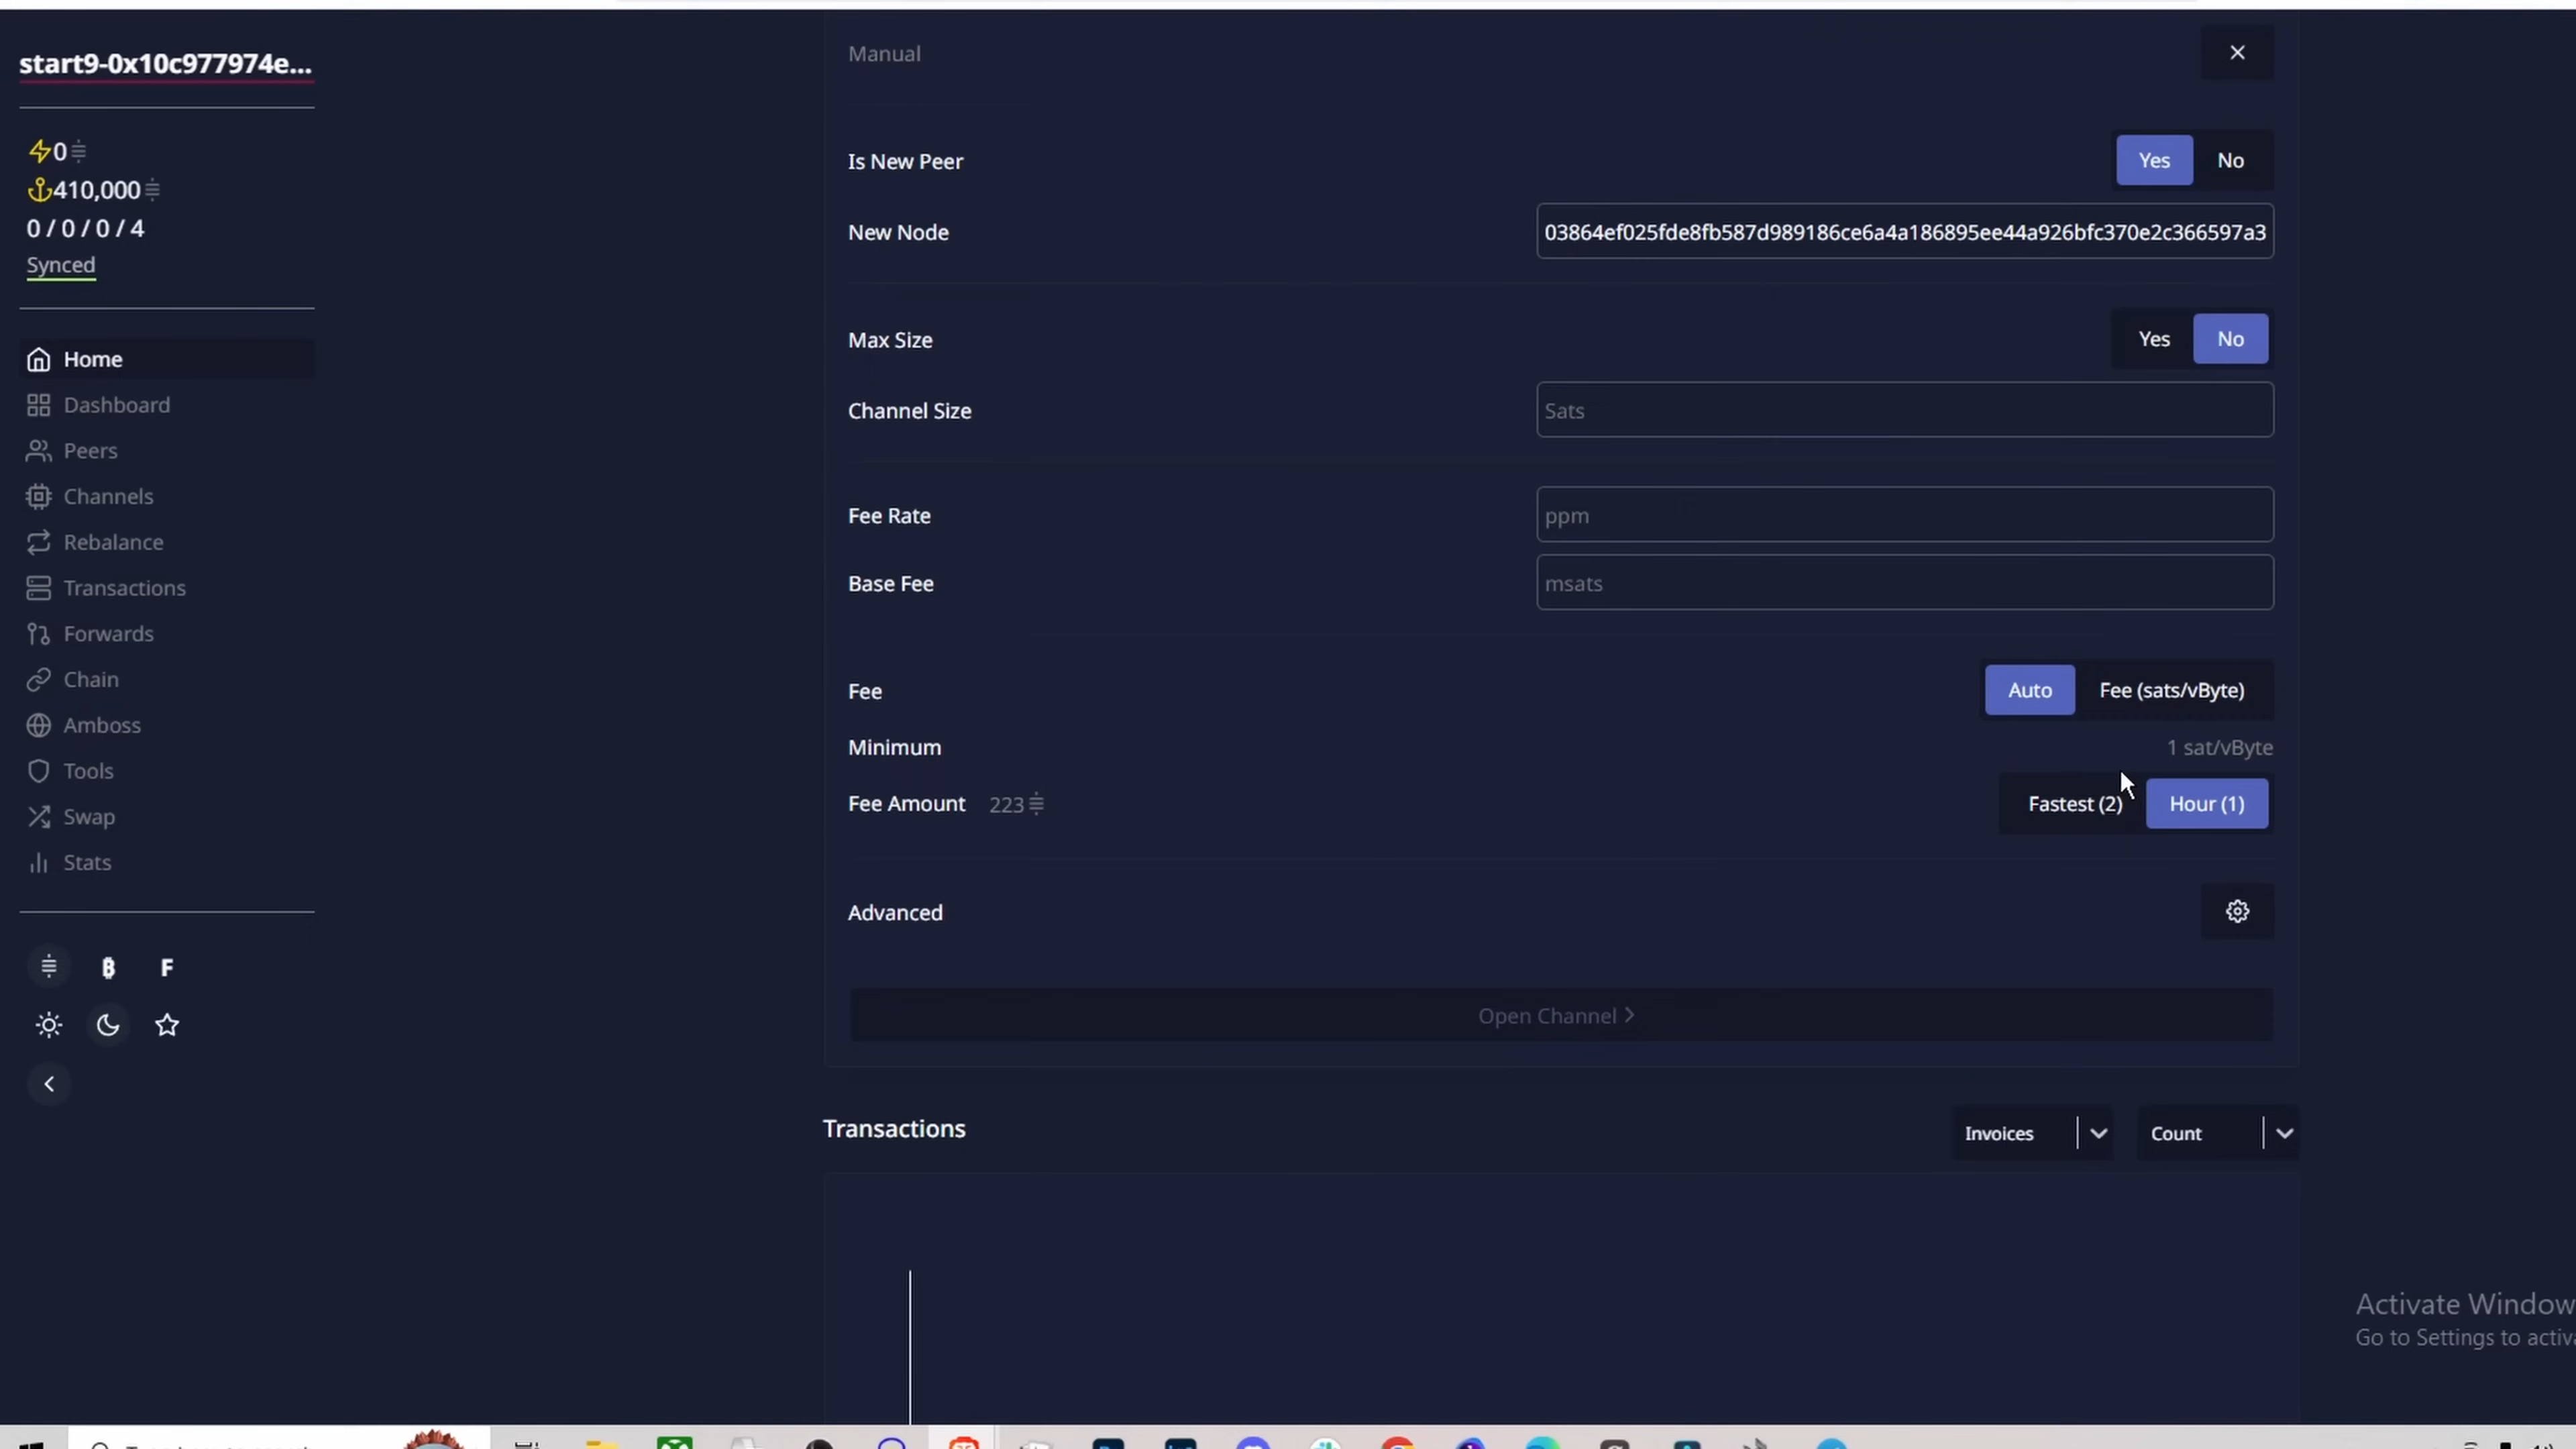 start9-0x10c977974e...
0
410,000
0 / 0 / 0 / 4
Synced
Home
Dashboard
Peers
Channels
Rebalance
Transactions
Forwards
Chain
Amboss
Tools
Swap
Stats
F
Manual
Is New Peer Yes No
New Node 03864ef025fde8fb587d989186ce6a4a186895ee44a926bfc370e2c366597a3
Max Size Yes No
Channel Size Sats
Fee Rate ppm
Base Fee msats
Fee Auto Fee (sats/vByte)
Minimum 1 sat/vByte
Fee Amount 223 Fastest (2) Hour (1)
Advanced
Open Channel
Transactions Invoices Count
Activate Window
Go to Settings to activa